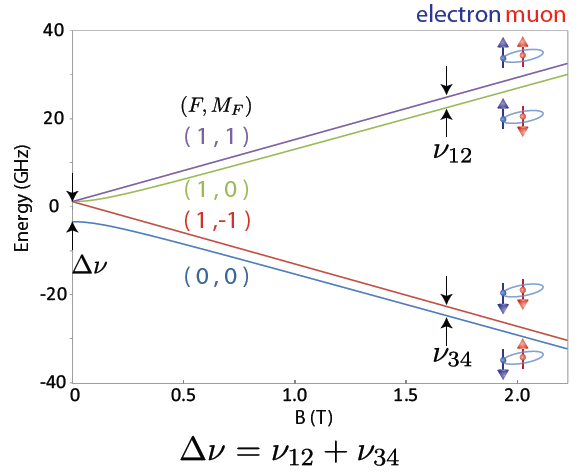 electron muon
40
20
0
-20
-40
Energy (GHz)
(F, M_F)
(1,1)
(1,0)
(1,-1)
(0,0)
Δν
ν12
ν34
0
0.5
1.0
1.5
2.0
B (T)
Δν = ν12 + ν34